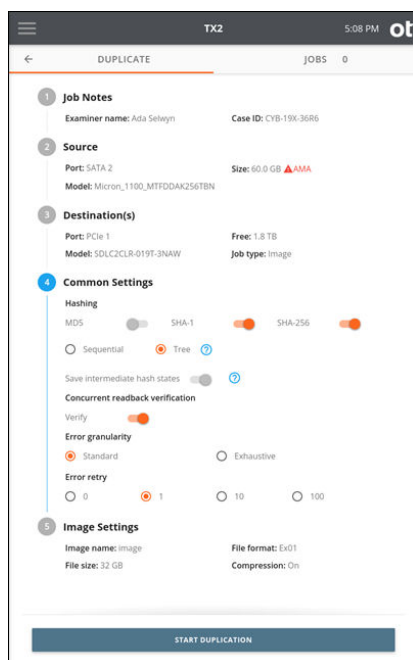 TX2
5:08 PM
ot
DUPLICATE
JOBS 0
1 Job Notes
Examiner name: Ada Selwyn
Case ID: CYB-19X-36R6
2 Source
Port: SATA 2
Size: 60.0 GB AMA
Model: Micron_1100_MTFDDAK256TBN
3 Destination(s)
Port: PCIe 1
Free: 1.8 TB
Model: SDLC2CLR-019T-3NAW
Job type: Image
4 Common Settings
Hashing
MD5
SHA-1
SHA-256
Sequential
Tree ?
Save intermediate hash states ?
Concurrent readback verification
Verify
Error granularity
Standard
Exhaustive
Error retry
0
1
10
100
5 Image Settings
Image name: image
File format: Ex01
File size: 32 GB
Compression: On
START DUPLICATION